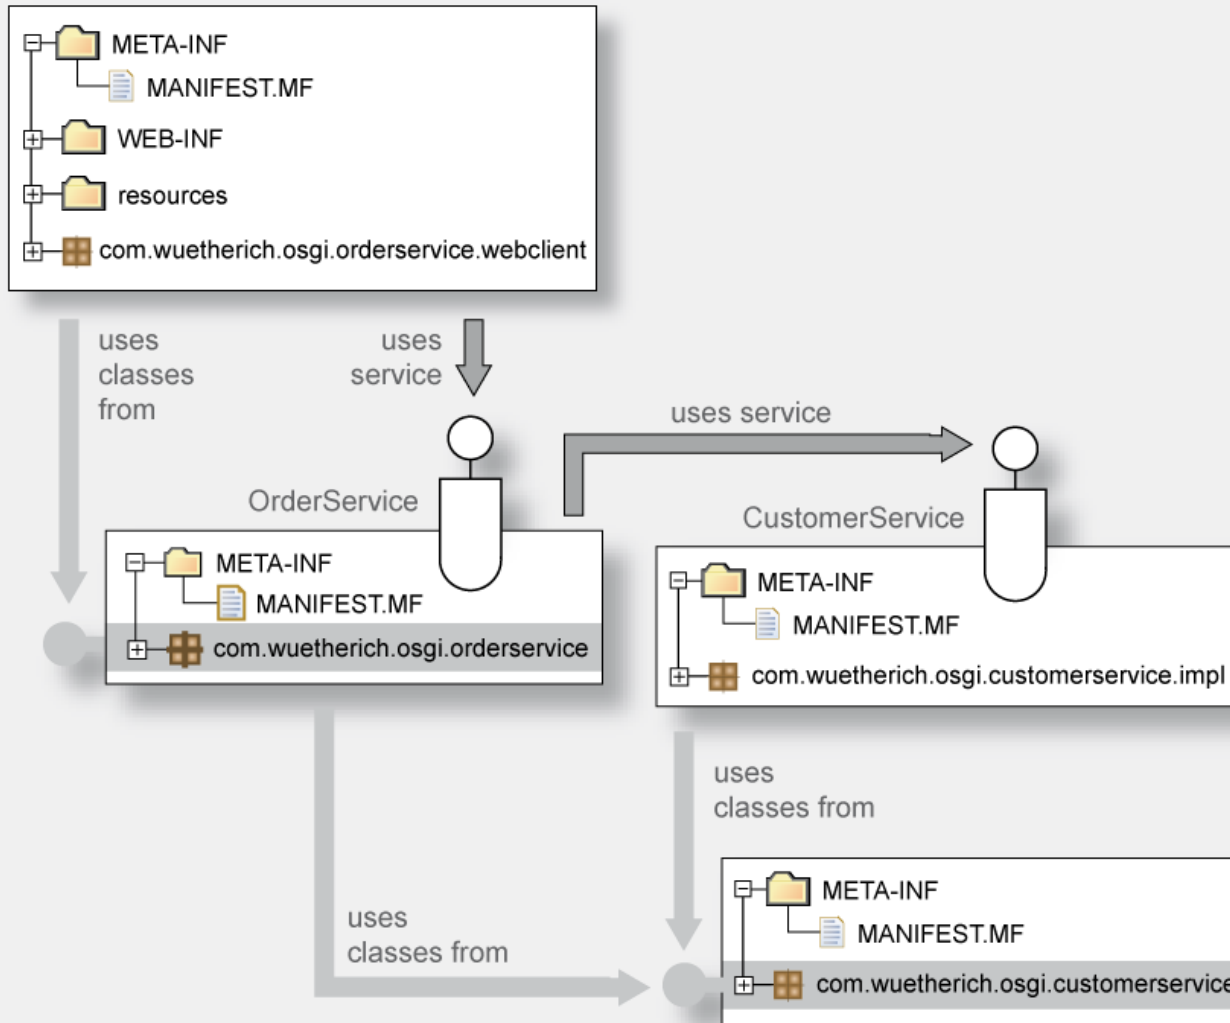 META-INF
MANIFEST.MF
WEB-INF
resources
com.wuetherich.osgi.orderservice.webclient
uses
classes
from
uses
service
uses service
OrderService
CustomerService
META-INF
MANIFEST.MF
com.wuetherich.osgi.orderservice
META-INF
MANIFEST.MF
com.wuetherich.osgi.customerservice.impl
uses
classes from
uses
classes from
META-INF
MANIFEST.MF
com.wuetherich.osgi.customerservice